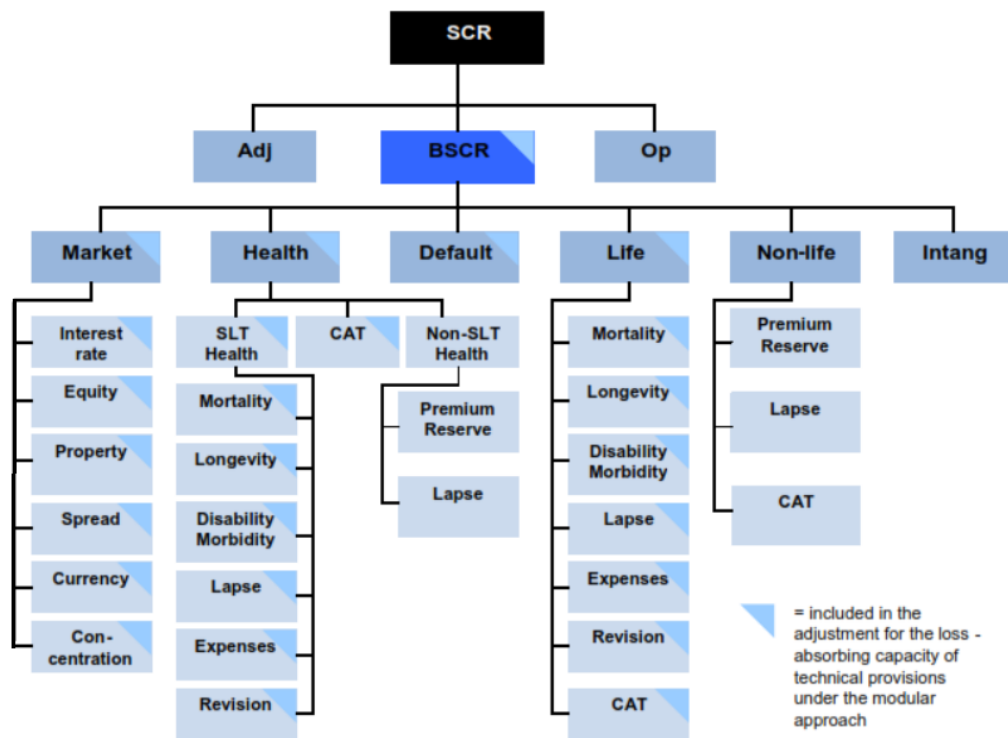 SCR
Adj
BSCR
Op
Market
Health
Default
Life
Non-life
Intang
Interest
rate
Equity
Property
Spread
Currency
Con-
centration
SLT
Health
CAT
Non-SLT
Health
Mortality
Longevity
Disability
Morbidity
Lapse
Expenses
Revision
Premium
Reserve
Lapse
Mortality
Longevity
Disability
Morbidity
Lapse
Expenses
Revision
CAT
Premium
Reserve
Lapse
CAT
= included in the
adjustment for the loss -
absorbing capacity of
technical provisions
under the modular
approach